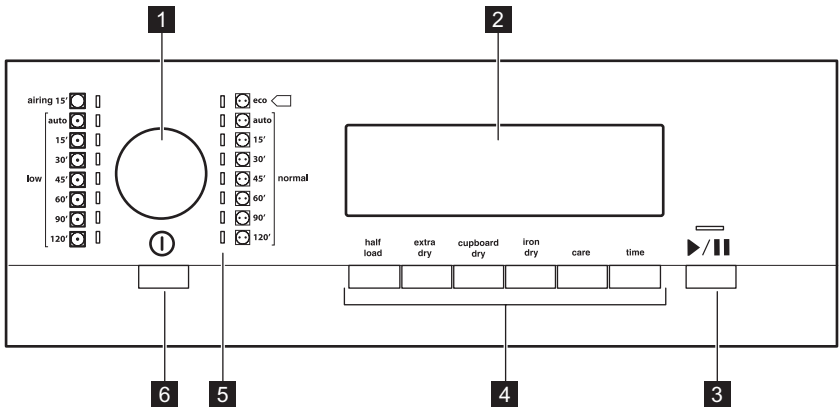 1
2
airing 15'
auto
15'
30'
low 45'
60'
90'
120'
eco
auto
15'
30'
45' normal
60'
90'
120'
half load
extra dry
cupboard dry
iron dry
care
time
6
5
4
3